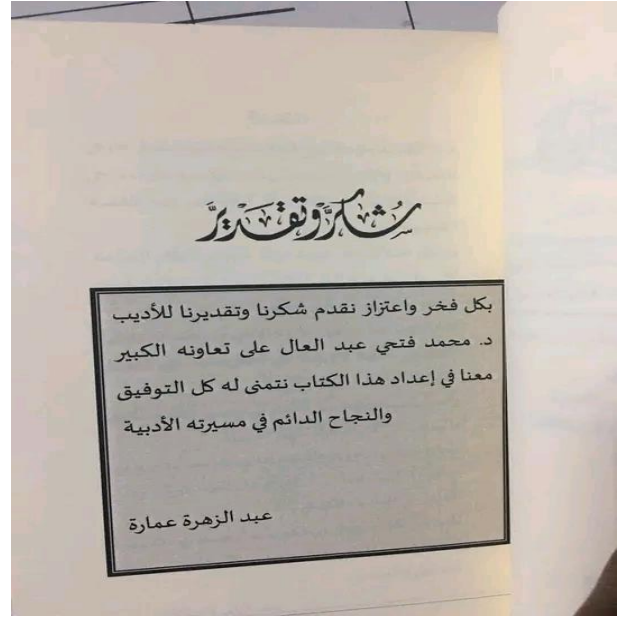 شكر وتقدير
بكل فخر واعتزاز نقدم شكرنا وتقديرنا للأديب
د. محمد فتحي عبد العال على تعاونه الكبير
معنا في إعداد هذا الكتاب نتمنى له كل التوفيق
والنجاح الدائم في مسيرته الأدبية
عبد الزهرة عمارة